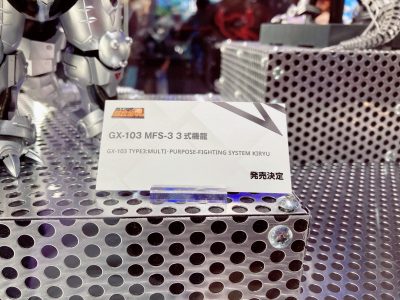 GX-103 MFS-3 3式機龍
GX-103 TYPE3:MULTI-PURPOSE-FIGHTING SYSTEM KIRYU
発売決定